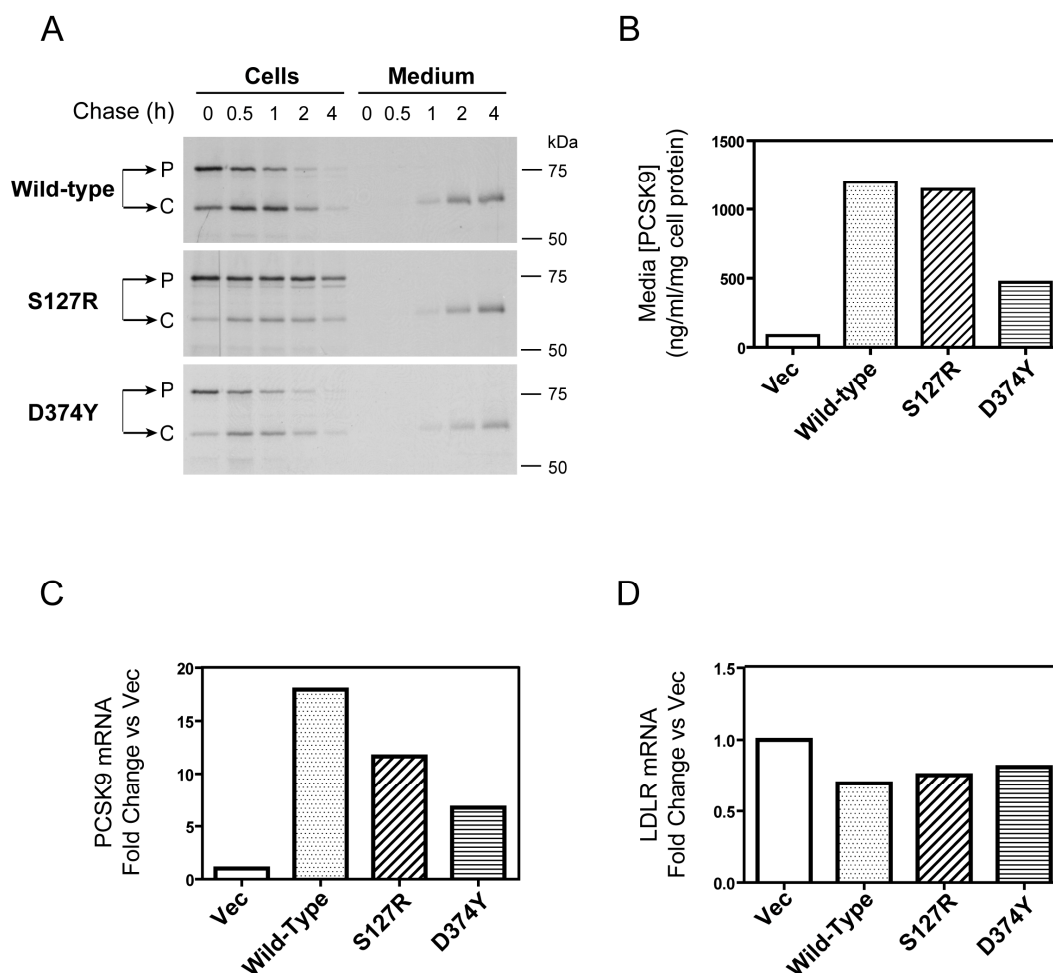 A
Cells Medium
Chase (h) 0 0.5 1 2 4 0 0.5 1 2 4
kDa
Wild-type P C 75 50
S127R P C 75 50
D374Y P C 75 50
B
Media [PCSK9]
(ng/ml/mg cell protein)
1500
1000
500
0
Vec Wild-type S127R D374Y
C
PCSK9 mRNA
Fold Change vs Vec
20
15
10
5
0
Vec Wild-Type S127R D374Y
D
LDLR mRNA
Fold Change vs Vec
1.5
1.0
0.5
0.0
Vec Wild-Type S127R D374Y